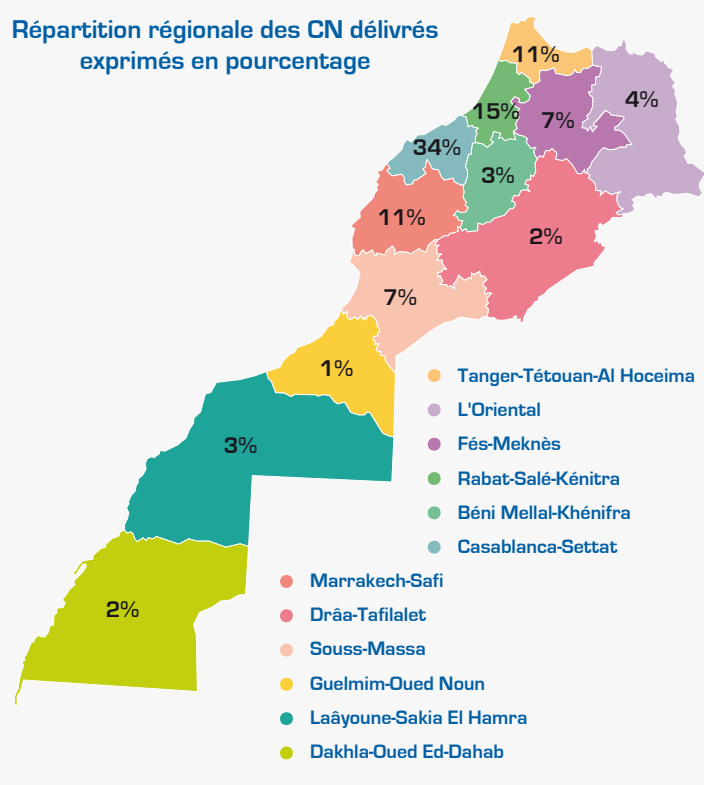 Répartition régionale des CN délivrés
exprimés en pourcentage
11%
4%
15%
7%
34%
3%
11%
2%
7%
1%
3%
2%
Tanger-Tétouan-Al Hoceima
L'Oriental
Fés-Meknès
Rabat-Salé-Kénitra
Béni Mellal-Khénifra
Casablanca-Settat
Marrakech-Safi
Drâa-Tafilalet
Souss-Massa
Guelmim-Oued Noun
Laâyoune-Sakia El Hamra
Dakhla-Oued Ed-Dahab